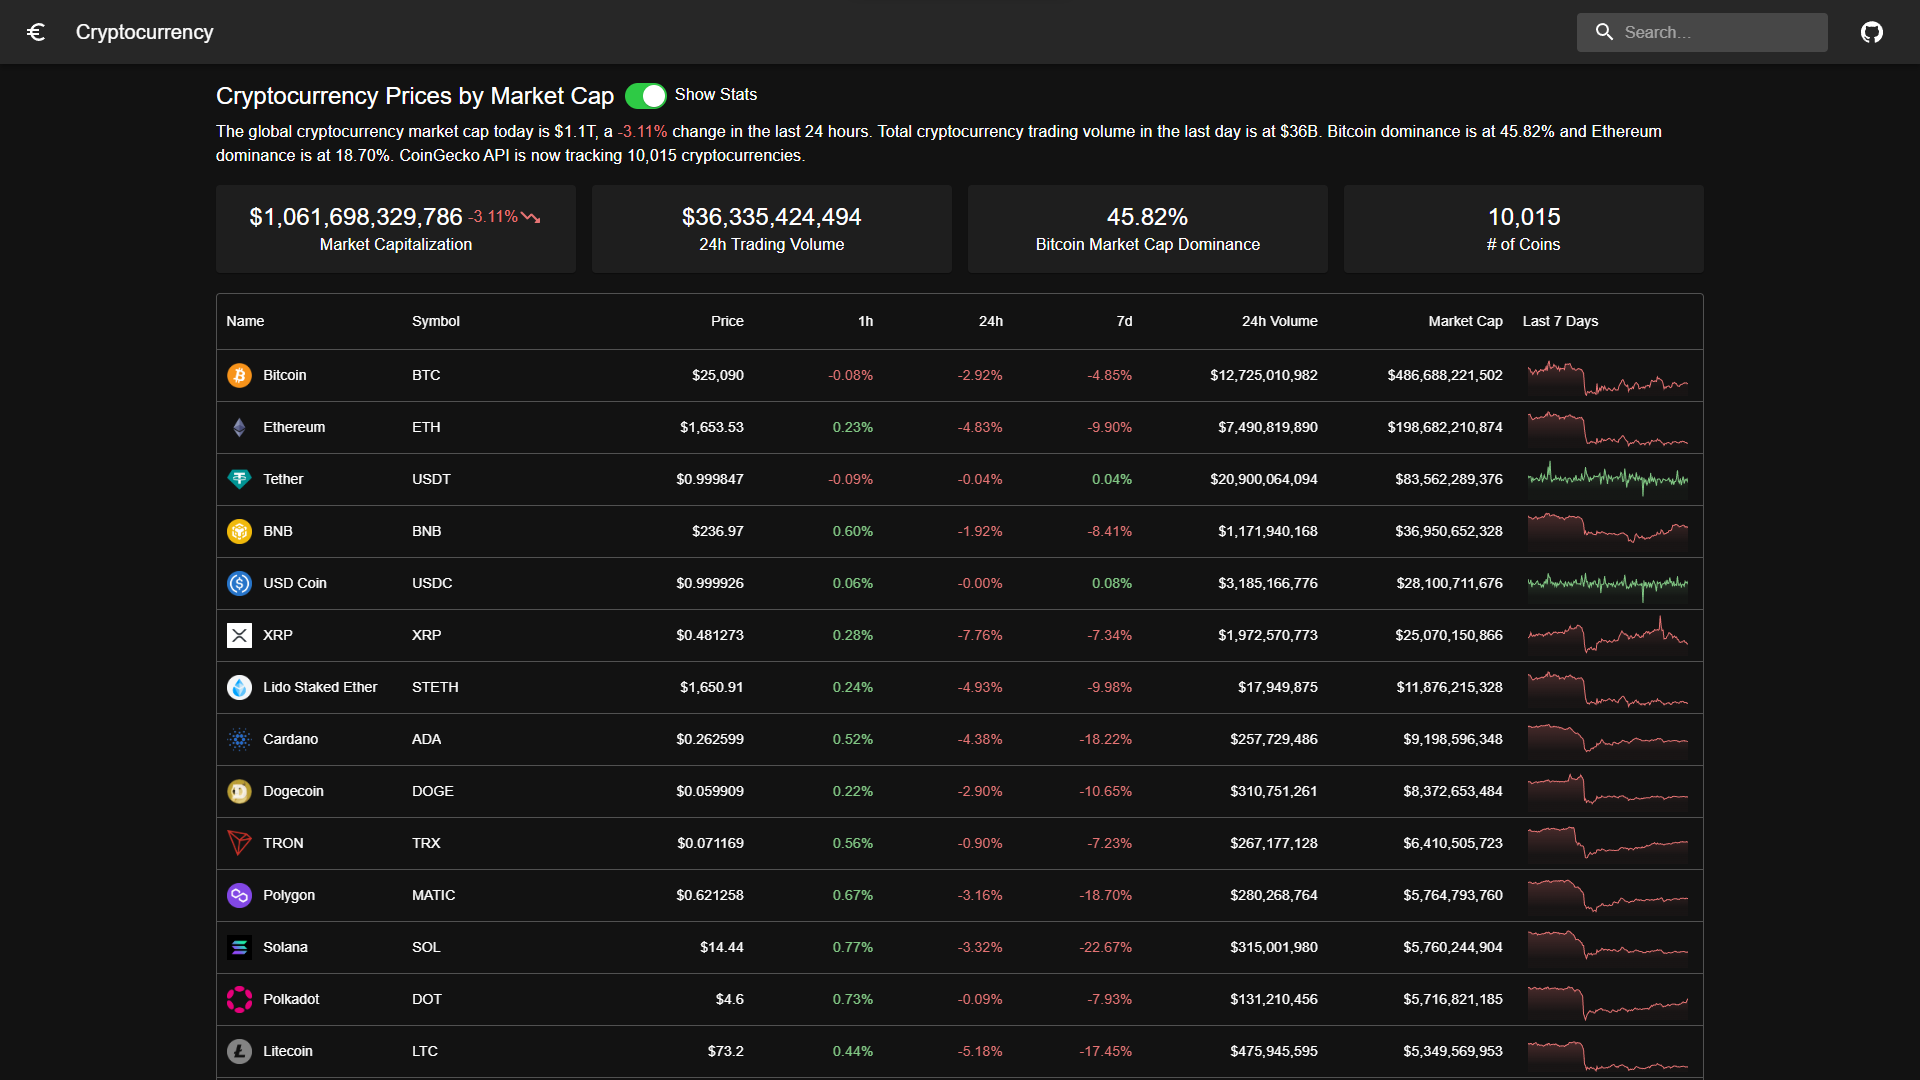 Cryptocurrency
Search...
Cryptocurrency Prices by Market Cap Show Stats
The global cryptocurrency market cap today is $1.1T, a -3.11% change in the last 24 hours. Total cryptocurrency trading volume in the last day is at $36B. Bitcoin dominance is at 45.82% and Ethereum
dominance is at 18.70%. CoinGecko API is now tracking 10,015 cryptocurrencies.
$1,061,698,329,786 -3.11%
Market Capitalization
$36,335,424,494
24h Trading Volume
45.82%
Bitcoin Market Cap Dominance
10,015
# of Coins
Name Symbol Price 1h 24h 7d 24h Volume Market Cap Last 7 Days
Bitcoin BTC $25,090 -0.08% -2.92% -4.85% $12,725,010,982 $486,688,221,502
Ethereum ETH $1,653.53 0.23% -4.83% -9.90% $7,490,819,890 $198,682,210,874
Tether USDT $0.999847 -0.09% -0.04% 0.04% $20,900,064,094 $83,562,289,376
BNB BNB $236.97 0.60% -1.92% -8.41% $1,171,940,168 $36,950,652,328
USD Coin USDC $0.999926 0.06% -0.00% 0.08% $3,185,166,776 $28,100,711,676
XRP XRP $0.481273 0.28% -7.76% -7.34% $1,972,570,773 $25,070,150,866
Lido Staked Ether STETH $1,650.91 0.24% -4.93% -9.98% $17,949,875 $11,876,215,328
Cardano ADA $0.262599 0.52% -4.38% -18.22% $257,729,486 $9,198,596,348
Dogecoin DOGE $0.059909 0.22% -2.90% -10.65% $310,751,261 $8,372,653,484
TRON TRX $0.071169 0.56% -0.90% -7.23% $267,177,128 $6,410,505,723
Polygon MATIC $0.621258 0.67% -3.16% -18.70% $280,268,764 $5,764,793,760
Solana SOL $14.44 0.77% -3.32% -22.67% $315,001,980 $5,760,244,904
Polkadot DOT $4.6 0.73% -0.09% -7.93% $131,210,456 $5,716,821,185
Litecoin LTC $73.2 0.44% -5.18% -17.45% $475,945,595 $5,349,569,953